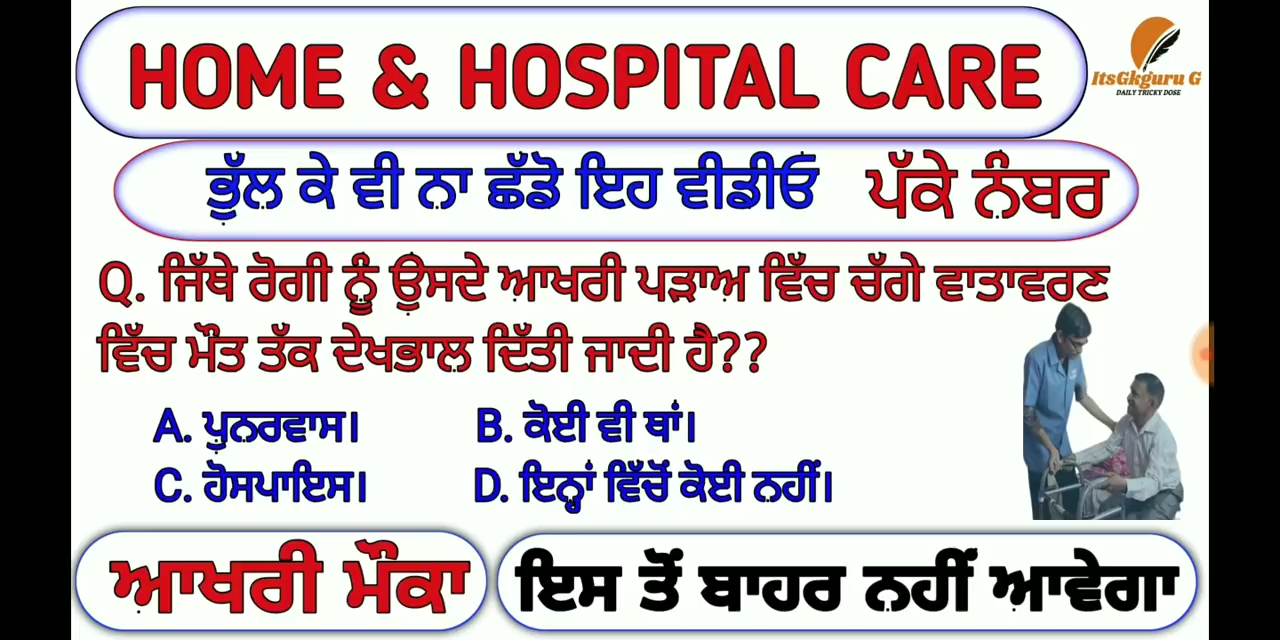 HOME & HOSPITAL CARE
ItsGkguru G
DAILY TRICKY DOSE
ਭੁੱਲ ਕੇ ਵੀ ਨਾ ਛੱਡੋ ਇਹ ਵੀਡੀਓ ਪੱਕੇ ਨੰਬਰ
Q. ਜਿੱਥੇ ਰੋਗੀ ਨੂੰ ਉਸਦੇ ਆਖਰੀ ਪੜਾਅ ਵਿੱਚ ਚੱਗੇ ਵਾਤਾਵਰਣ
ਵਿੱਚ ਮੌਤ ਤੱਕ ਦੇਖਭਾਲ ਦਿੱਤੀ ਜਾਦੀ ਹੈ??
A. ਪੁਨਰਵਾਸ। B. ਕੋਈ ਵੀ ਥਾਂ।
C. ਹੋਸਪਾਇਸ। D. ਇਨ੍ਹਾਂ ਵਿੱਚੋਂ ਕੋਈ ਨਹੀਂ।
ਆਖਰੀ ਮੌਕਾ ਇਸ ਤੋਂ ਬਾਹਰ ਨਹੀਂ ਆਵੇਗਾ